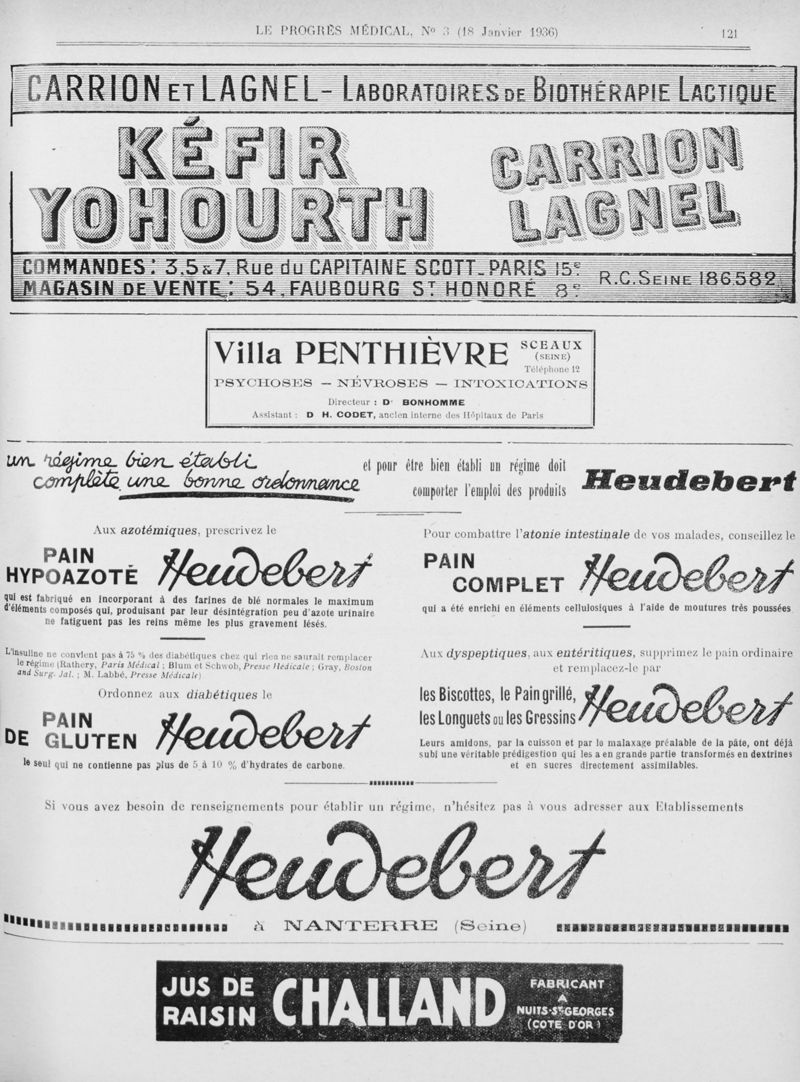 LE PROGRÈS MÉDICAL, No 3 (18 Janvier 1936)
121
CARRION ET LAGNEL - LABORATOIRES DE BIOTHÉRAPIE LACTIQUE
KÉFIR
YOHOURTH
CARRION
LAGNEL
COMMANDES: 3,5 & 7, Rue du CAPITAINE SCOTT_PARIS 15e
MAGASIN DE VENTE: 54, FAUBOURG ST HONORÉ 8e
R.C. SEINE 186.582
Villa PENTHIÈVRE
SCEAUX
(SEINE)
Téléphone 12
PSYCHOSES — NÉVROSES — INTOXICATIONS
Directeur : Dr BONHOMME
Assistant : D H. CODET, ancien interne des Hôpitaux de Paris
un régime bien établi
complète une bonne ordonnance
et pour être bien établi un régime doit
comporter l'emploi des produits
Heudebert
Aux azotémiques, prescrivez le
PAIN
HYPOAZOTÉ
Heudebert
qui est fabriqué en incorporant à des farines de blé normales le maximum
d'éléments composés qui, produisant par leur désintégration peu d'azote urinaire
ne fatiguent pas les reins même les plus gravement lésés.
L'insuline ne convient pas à 75 % des diabétiques chez qui rien ne saurait remplacer
le régime (Rathery, Paris Médical ; Blum et Schwob, Presse Médicale ; Gray, Boston
and Surg. Jal. ; M. Labbé, Presse Médicale)
Ordonnez aux diabétiques le
PAIN
DE GLUTEN
Heudebert
le seul qui ne contienne pas plus de 5 à 10 % d'hydrates de carbone.
Pour combattre l'atonie intestinale de vos malades, conseillez le
PAIN
COMPLET
Heudebert
qui a été enrichi en éléments cellulosiques à l'aide de moutures très poussées
Aux dyspeptiques, aux entéritiques, supprimez le pain ordinaire
et remplacez-le par
les Biscottes, le Pain grillé,
les Longuets ou les Gressins
Heudebert
Leurs amidons, par la cuisson et par le malaxage préalable de la pâte, ont déjà
subi une véritable prédigestion qui les a en grande partie transformés en dextrines
et en sucres directement assimilables.
Si vous avez besoin de renseignements pour établir un régime, n'hésitez pas à vous adresser aux Etablissements
Heudebert
à NANTERRE (Seine)
JUS DE
RAISIN
CHALLAND
FABRICANT
A
NUITS-St-GEORGES
(COTE D'OR)